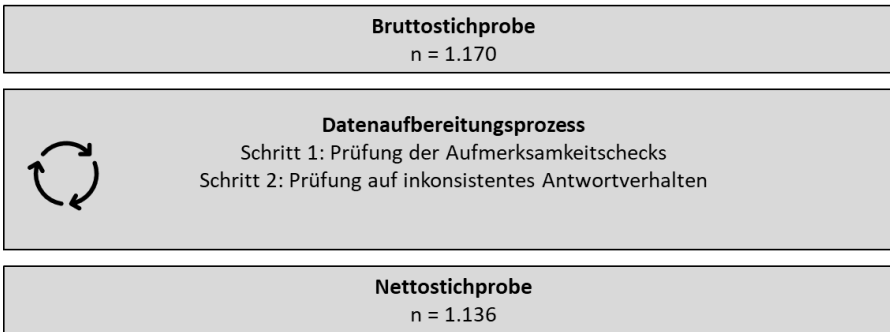 Bruttostichprobe
n = 1.170
Datenaufbereitungsprozess
Schritt 1: Prüfung der Aufmerksamkeitschecks
Schritt 2: Prüfung auf inkonsistentes Antwortverhalten
Nettostichprobe
n = 1.136